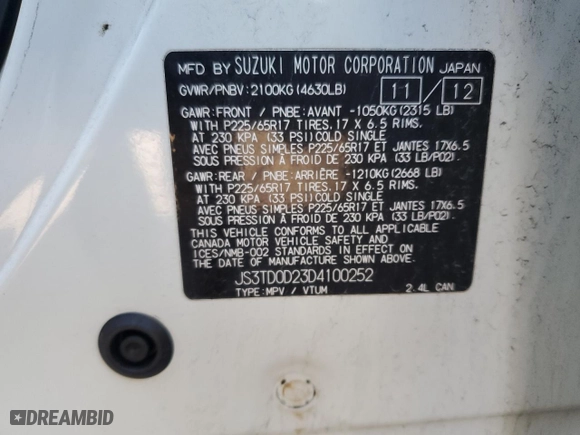 MFD BY SUZUKI MOTOR CORPORATION JAPAN
GVWR/PNBV:2100KG(4630LB) 11 / 12
GAWR:FRONT / PNBE:AVANT -1050KG(2315 LB)
WITH P225/65R17 TIRES,17 X 6.5 RIMS,
AT 230 KPA (33 PSI)COLD SINGLE
AVEC PNEUS SIMPLES P225/65R17 ET JANTES 17X6.5
SOUS PRESSION À FROID DE 230 KPA (33 LB/PO2)
GAWR:REAR / PNBE:ARRIÈRE -1210KG(2668 LB)
WITH P225/65R17 TIRES,17 X 6.5 RIMS,
AT 230 KPA (33 PSI)COLD SINGLE
AVEC PNEUS SIMPLES P225/65R17 ET JANTES 17X6.5
SOUS PRESSION À FROID DE 230 KPA (33 LB/PO2)
THIS VEHICLE CONFORMS TO ALL APPLICABLE
CANADA MOTOR VEHICLE SAFETY AND
ICES/NMB-002 STANDARDS IN EFFECT ON
THE DATE OF MANUFACTURE SHOWN ABOVE
JS3TD0D23D4100252
TYPE:MPV / VTUM 2.4L CAN
DREAMBID